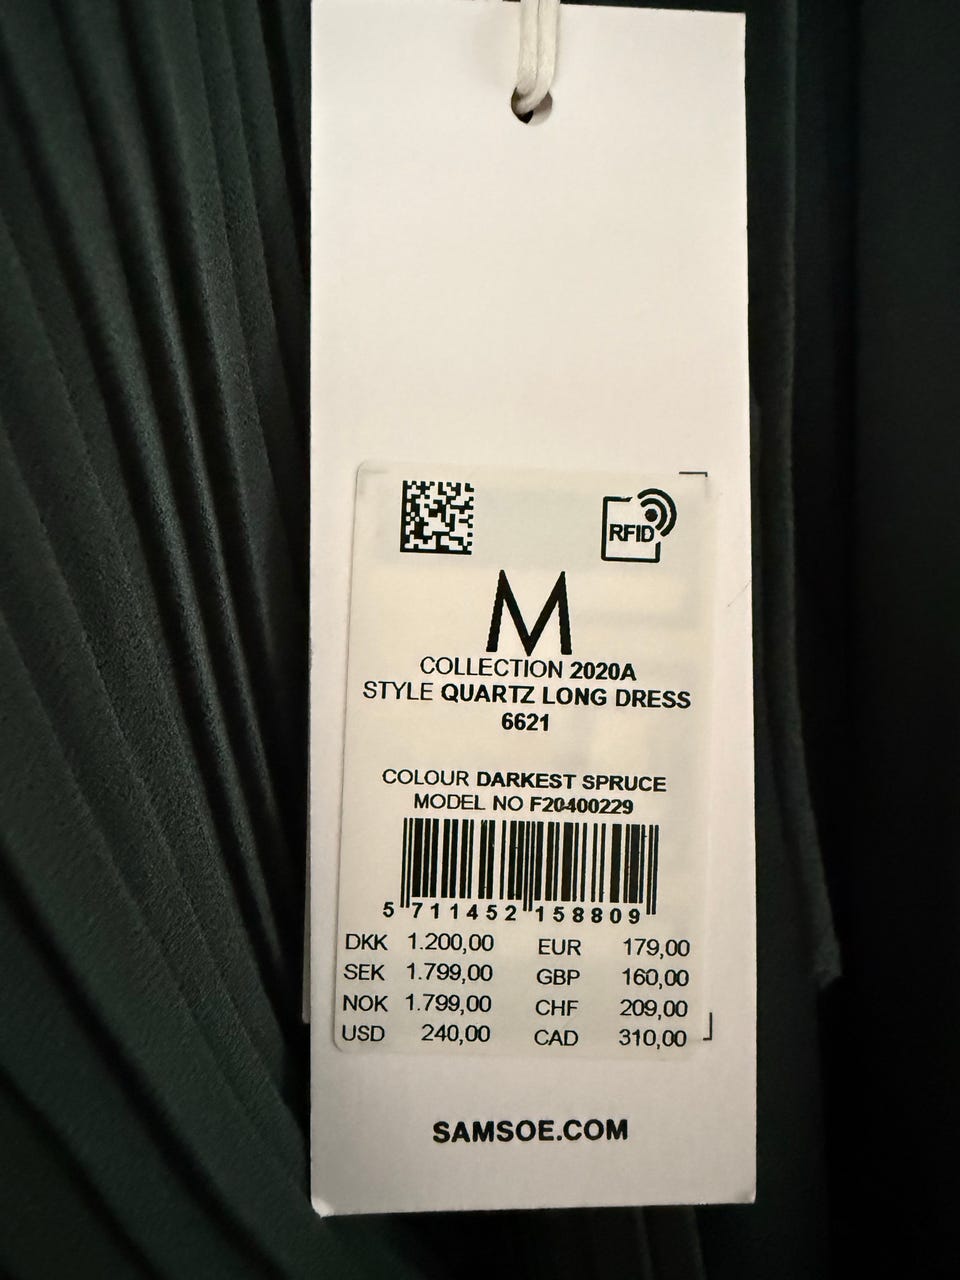 RFID
M
COLLECTION 2020A
STYLE QUARTZ LONG DRESS
6621
COLOUR DARKEST SPRUCE
MODEL NO F20400229
5 711452 158809
DKK 1.200,00 EUR 179,00
SEK 1.799,00 GBP 160,00
NOK 1.799,00 CHF 209,00
USD 240,00 CAD 310,00
SAMSOE.COM